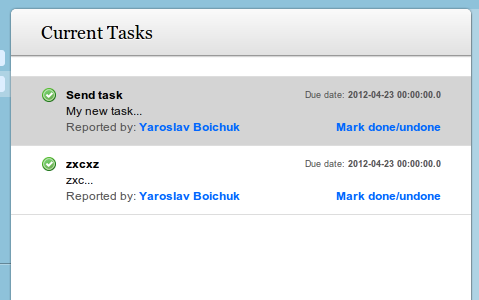 Current Tasks
Send task Due date: 2012-04-23 00:00:00.0
My new task...
Reported by: Yaroslav Boichuk Mark done/undone
zxcxz Due date: 2012-04-23 00:00:00.0
zxc...
Reported by: Yaroslav Boichuk Mark done/undone